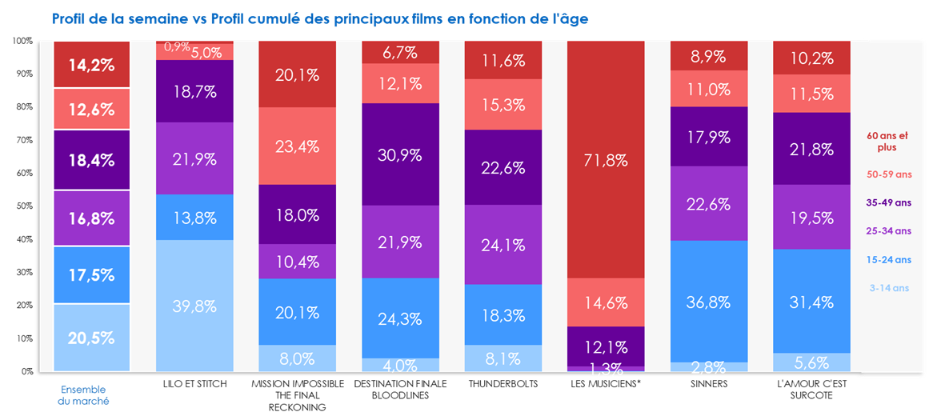 Profil de la semaine vs Profil cumulé des principaux films en fonction de l'âge
100%
90%
80%
70%
60%
50%
40%
30%
20%
10%
0%
14,2%
12,6%
18,4%
16,8%
17,5%
20,5%
Ensemble
du marché
0,9%
5,0%
18,7%
21,9%
13,8%
39,8%
LILO ET STITCH
20,1%
23,4%
18,0%
10,4%
20,1%
8,0%
MISSION IMPOSSIBLE
THE FINAL
RECKONING
6,7%
12,1%
30,9%
21,9%
24,3%
4,0%
DESTINATION FINALE
BLOODLINES
11,6%
15,3%
22,6%
24,1%
18,3%
8,1%
THUNDERBOLTS
71,8%
14,6%
12,1%
1,3%
LES MUSICIENS*
8,9%
11,0%
17,9%
22,6%
36,8%
2,8%
SINNERS
10,2%
11,5%
21,8%
19,5%
31,4%
5,6%
L'AMOUR C'EST
SURCOTE
60 ans et
plus
50-59 ans
35-49 ans
25-34 ans
15-24 ans
3-14 ans